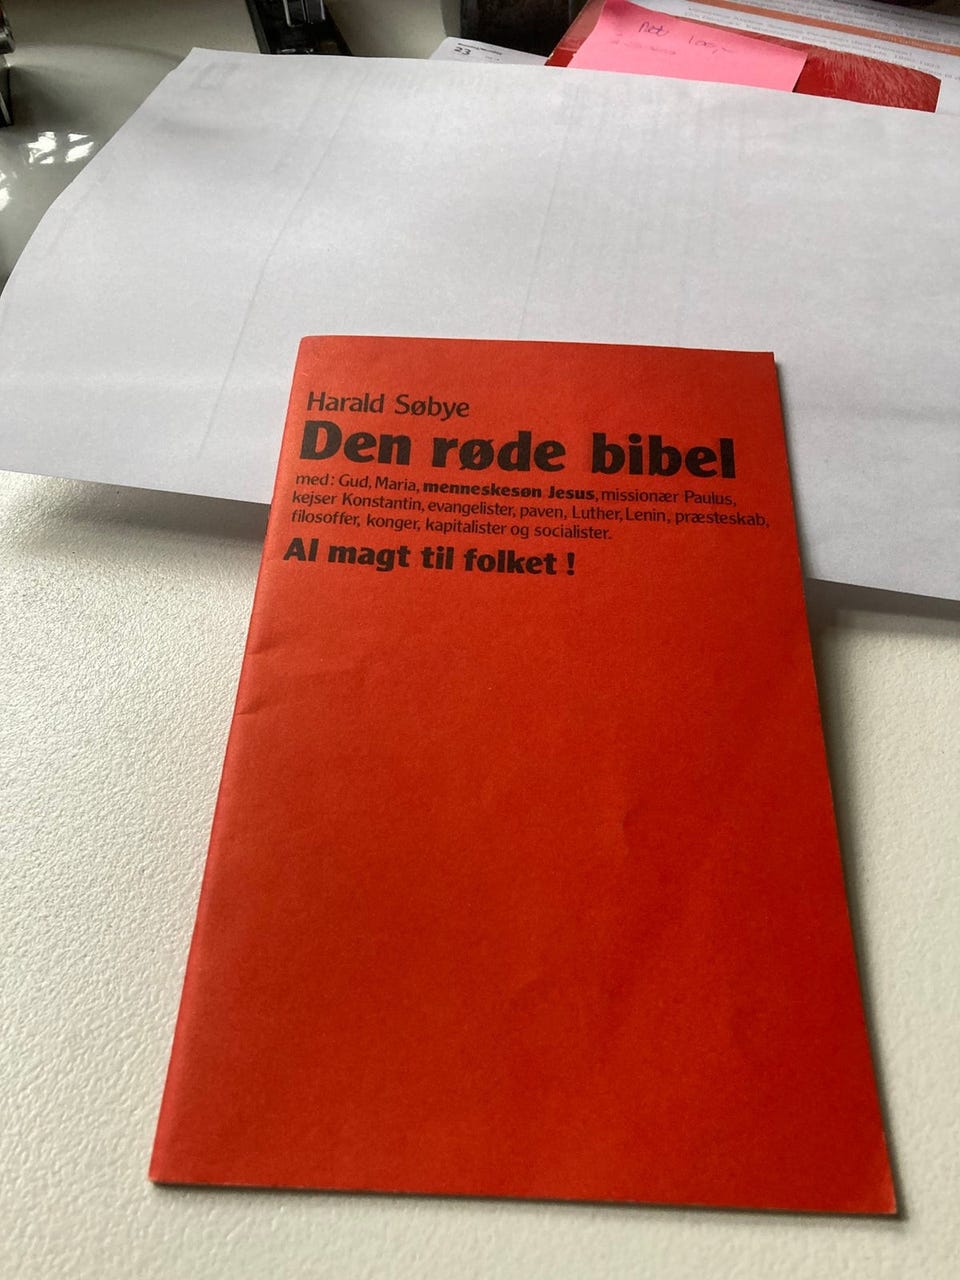 23
Harald Søbye
Den røde bibel
med: Gud, Maria, menneskesøn Jesus, missionær Paulus,
kejser Konstantin, evangelister, paven, Luther, Lenin, præsteskab,
filosoffer, konger, kapitalister og socialister.
Al magt til folket !